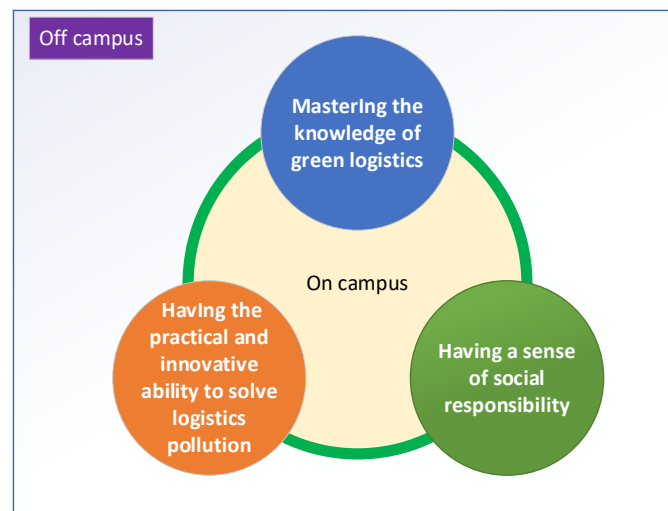 Off campus
MasterIng the
knowledge of
green logistics
On campus
HavIng the
practical and
innovative
ability to solve
logistics
pollution
Having a sense
of social
responsibility